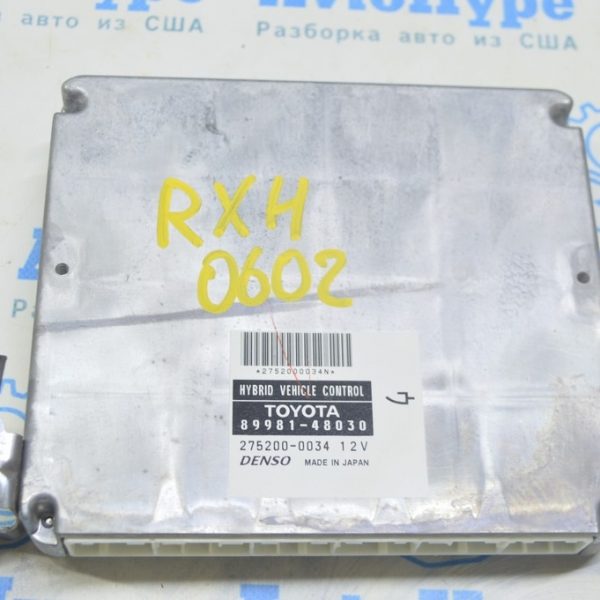 Разборка авто из США
авто из США
RXH
0602
*2752000034N*
HYBRID VEHICLE CONTROL
TOYOTA
89981-48030
275200-0034 12V
DENSO MADE IN JAPAN